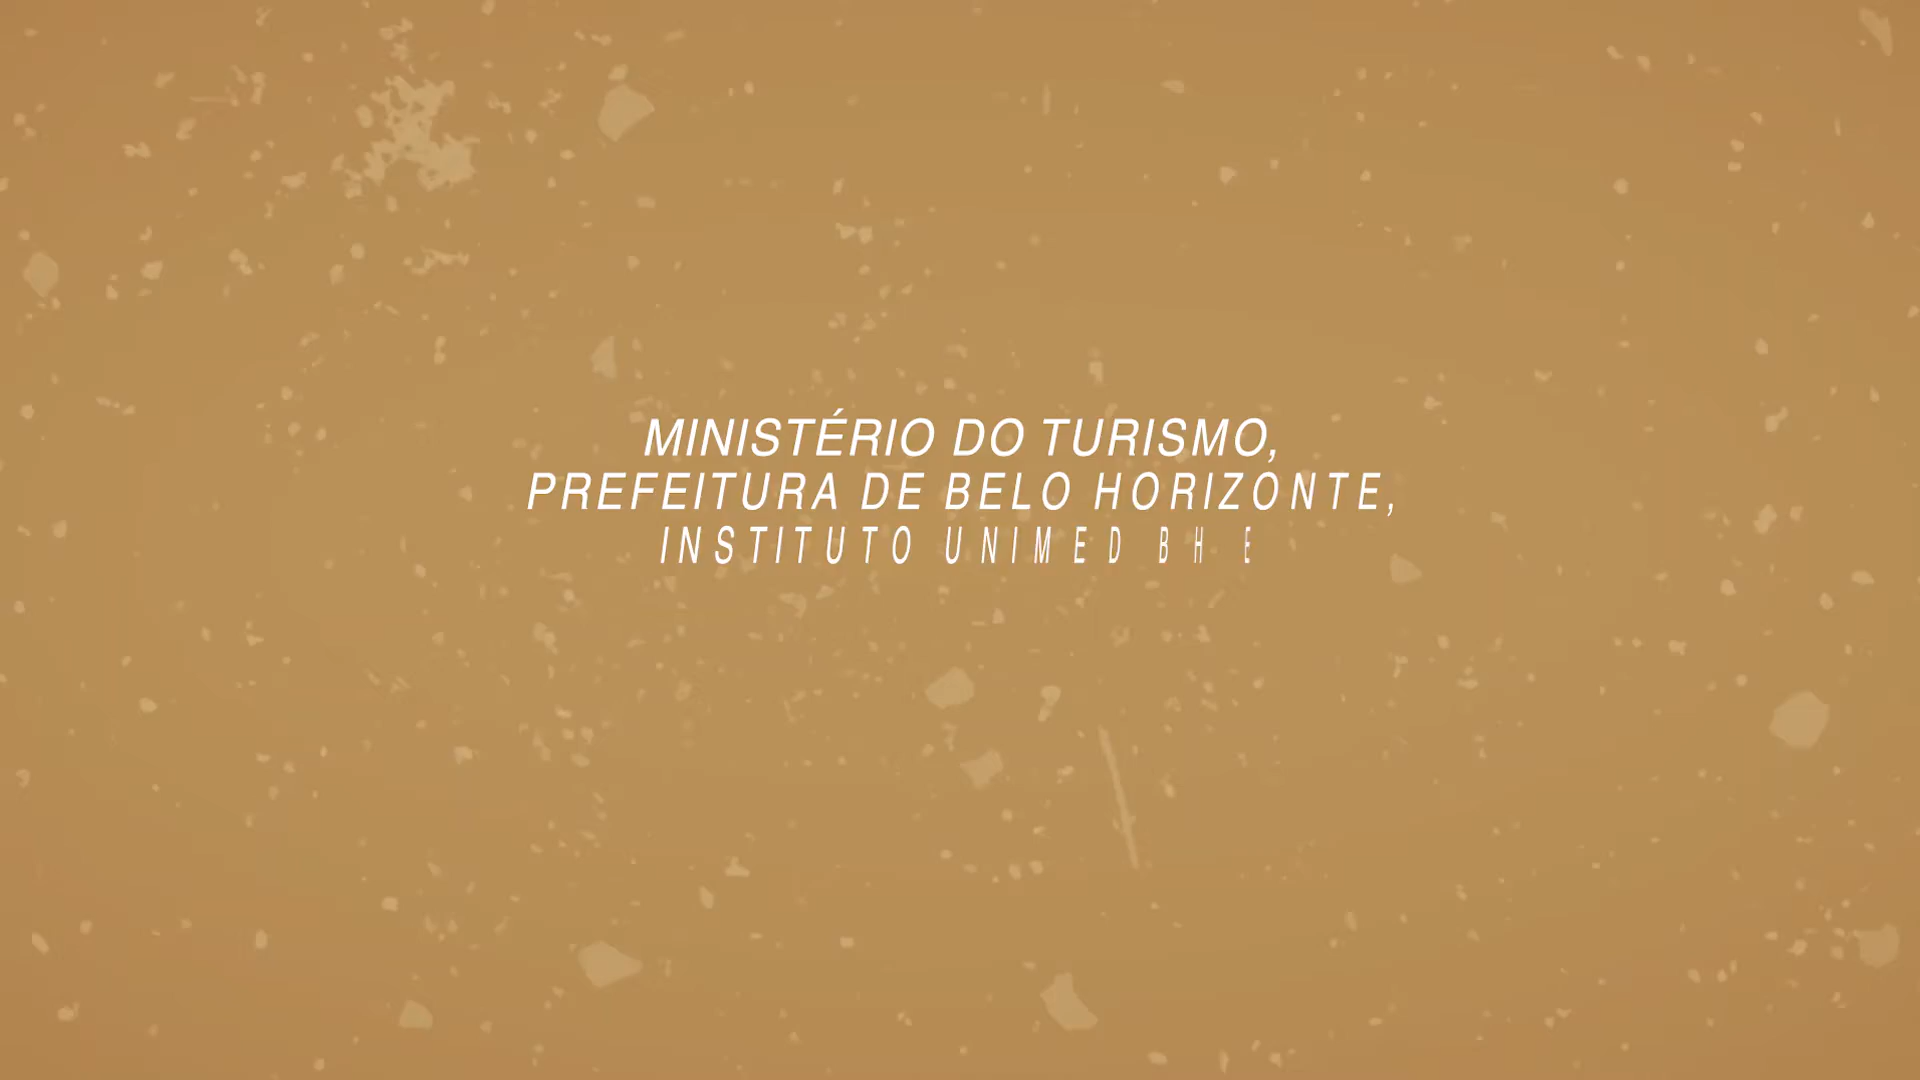 MINISTÉRIO DO TURISMO,
PREFEITURA DE BELO HORIZONTE,
INSTITUTO UNIMED BH E